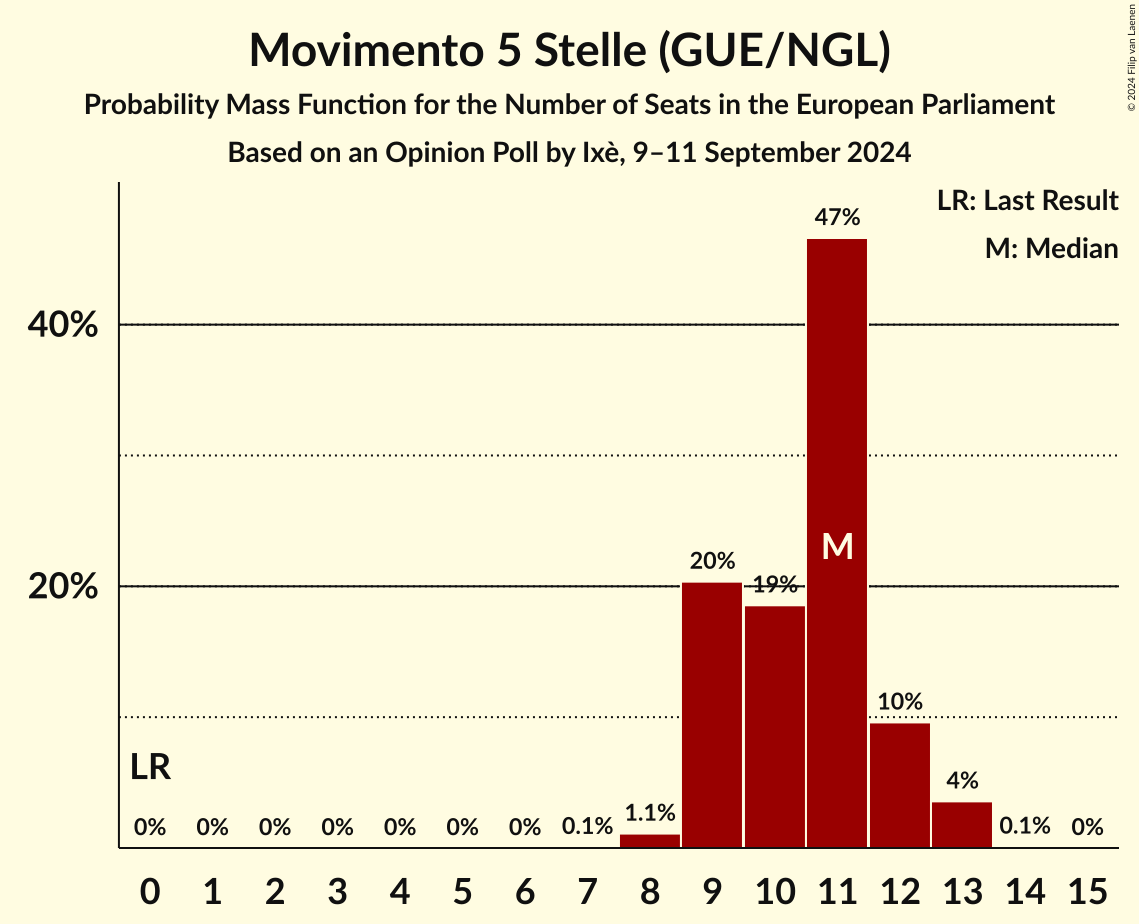 Movimento 5 Stelle (GUE/NGL)
Probability Mass Function for the Number of Seats in the European Parliament
Based on an Opinion Poll by Ixè, 9–11 September 2024
© 2024 Filip van Laenen
LR: Last Result
M: Median
47%
40%
M
20%
20%
19%
10%
LR
4%
0% 0% 0% 0% 0% 0% 0% 0.1% 1.1% 0.1% 0%
0 1 2 3 4 5 6 7 8 9 10 11 12 13 14 15